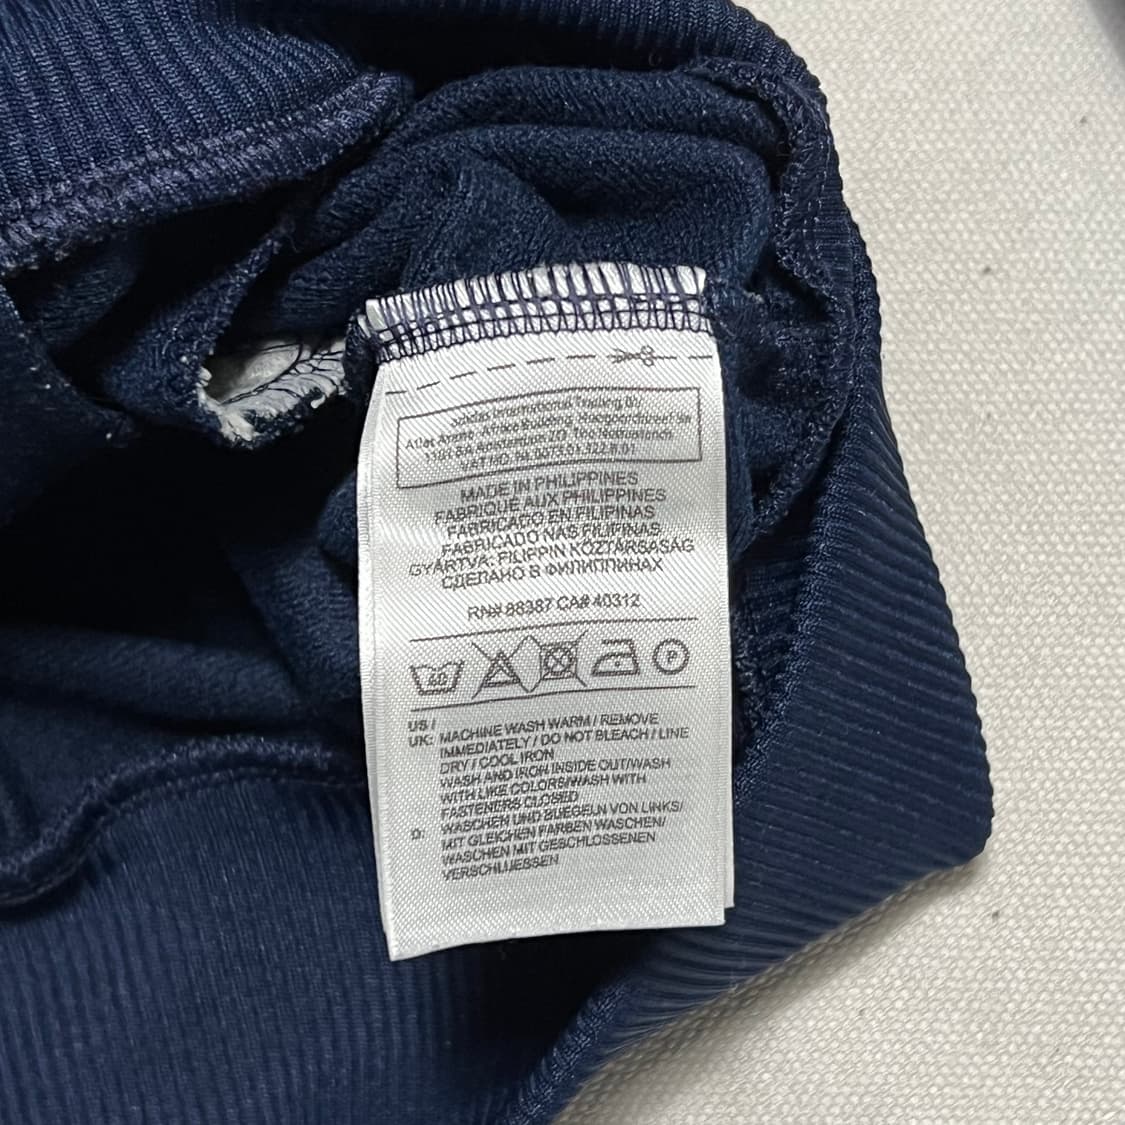 adidas International Trading BV
Atlas Arena, Afrika Building, Hoogoorddreef 9a
1101 BA Amsterdam ZO, The Netherlands
VAT NO. NL 0073.01.322.B.01
MADE IN PHILIPPINES
FABRIQUÉ AUX PHILIPPINES
FABRICADO EN FILIPINAS
FABRICADO NAS FILIPINAS
GYÁRTVA: FILIPPIN KÖZTÁRSASÁG
СДЕЛАНО В ФИЛИППИНАХ
RN# 88387 CA# 40312
40
US /
UK: MACHINE WASH WARM / REMOVE
IMMEDIATELY / DO NOT BLEACH / LINE
DRY / COOL IRON
WASH AND IRON INSIDE OUT/WASH
WITH LIKE COLORS/WASH WITH
FASTENERS CLOSED
D: WASCHEN UND BUEGELN VON LINKS/
MIT GLEICHEN FARBEN WASCHEN/
WASCHEN MIT GESCHLOSSENEN
VERSCHLUESSEN